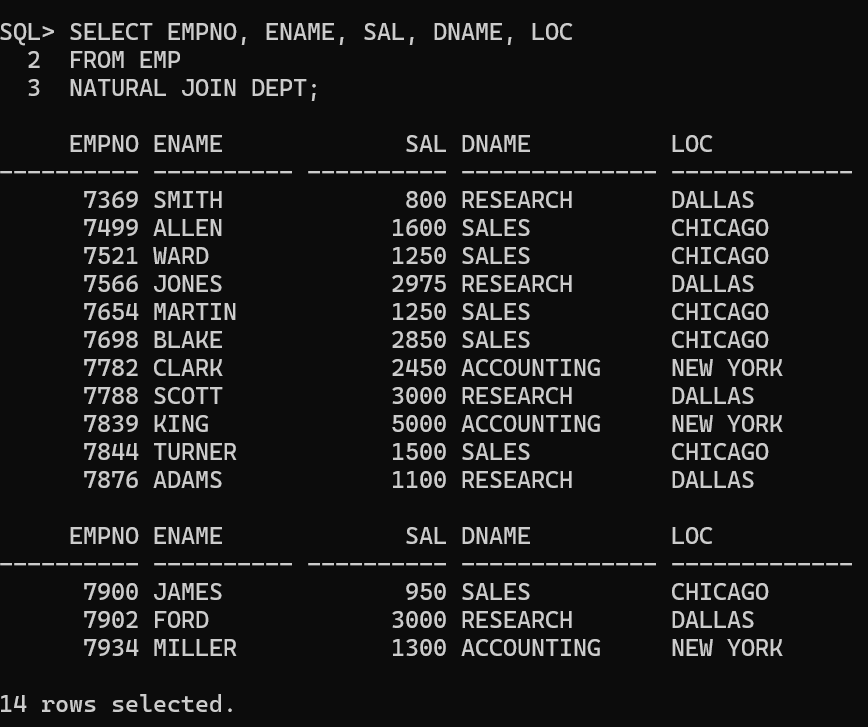 SQL> SELECT EMPNO, ENAME, SAL, DNAME, LOC
  2  FROM EMP
  3  NATURAL JOIN DEPT;

     EMPNO ENAME             SAL DNAME          LOC
---------- ---------- ---------- -------------- -------------
      7369 SMITH             800 RESEARCH       DALLAS
      7499 ALLEN            1600 SALES          CHICAGO
      7521 WARD             1250 SALES          CHICAGO
      7566 JONES            2975 RESEARCH       DALLAS
      7654 MARTIN           1250 SALES          CHICAGO
      7698 BLAKE            2850 SALES          CHICAGO
      7782 CLARK            2450 ACCOUNTING     NEW YORK
      7788 SCOTT            3000 RESEARCH       DALLAS
      7839 KING             5000 ACCOUNTING     NEW YORK
      7844 TURNER           1500 SALES          CHICAGO
      7876 ADAMS            1100 RESEARCH       DALLAS

     EMPNO ENAME             SAL DNAME          LOC
---------- ---------- ---------- -------------- -------------
      7900 JAMES             950 SALES          CHICAGO
      7902 FORD             3000 RESEARCH       DALLAS
      7934 MILLER           1300 ACCOUNTING     NEW YORK

14 rows selected.